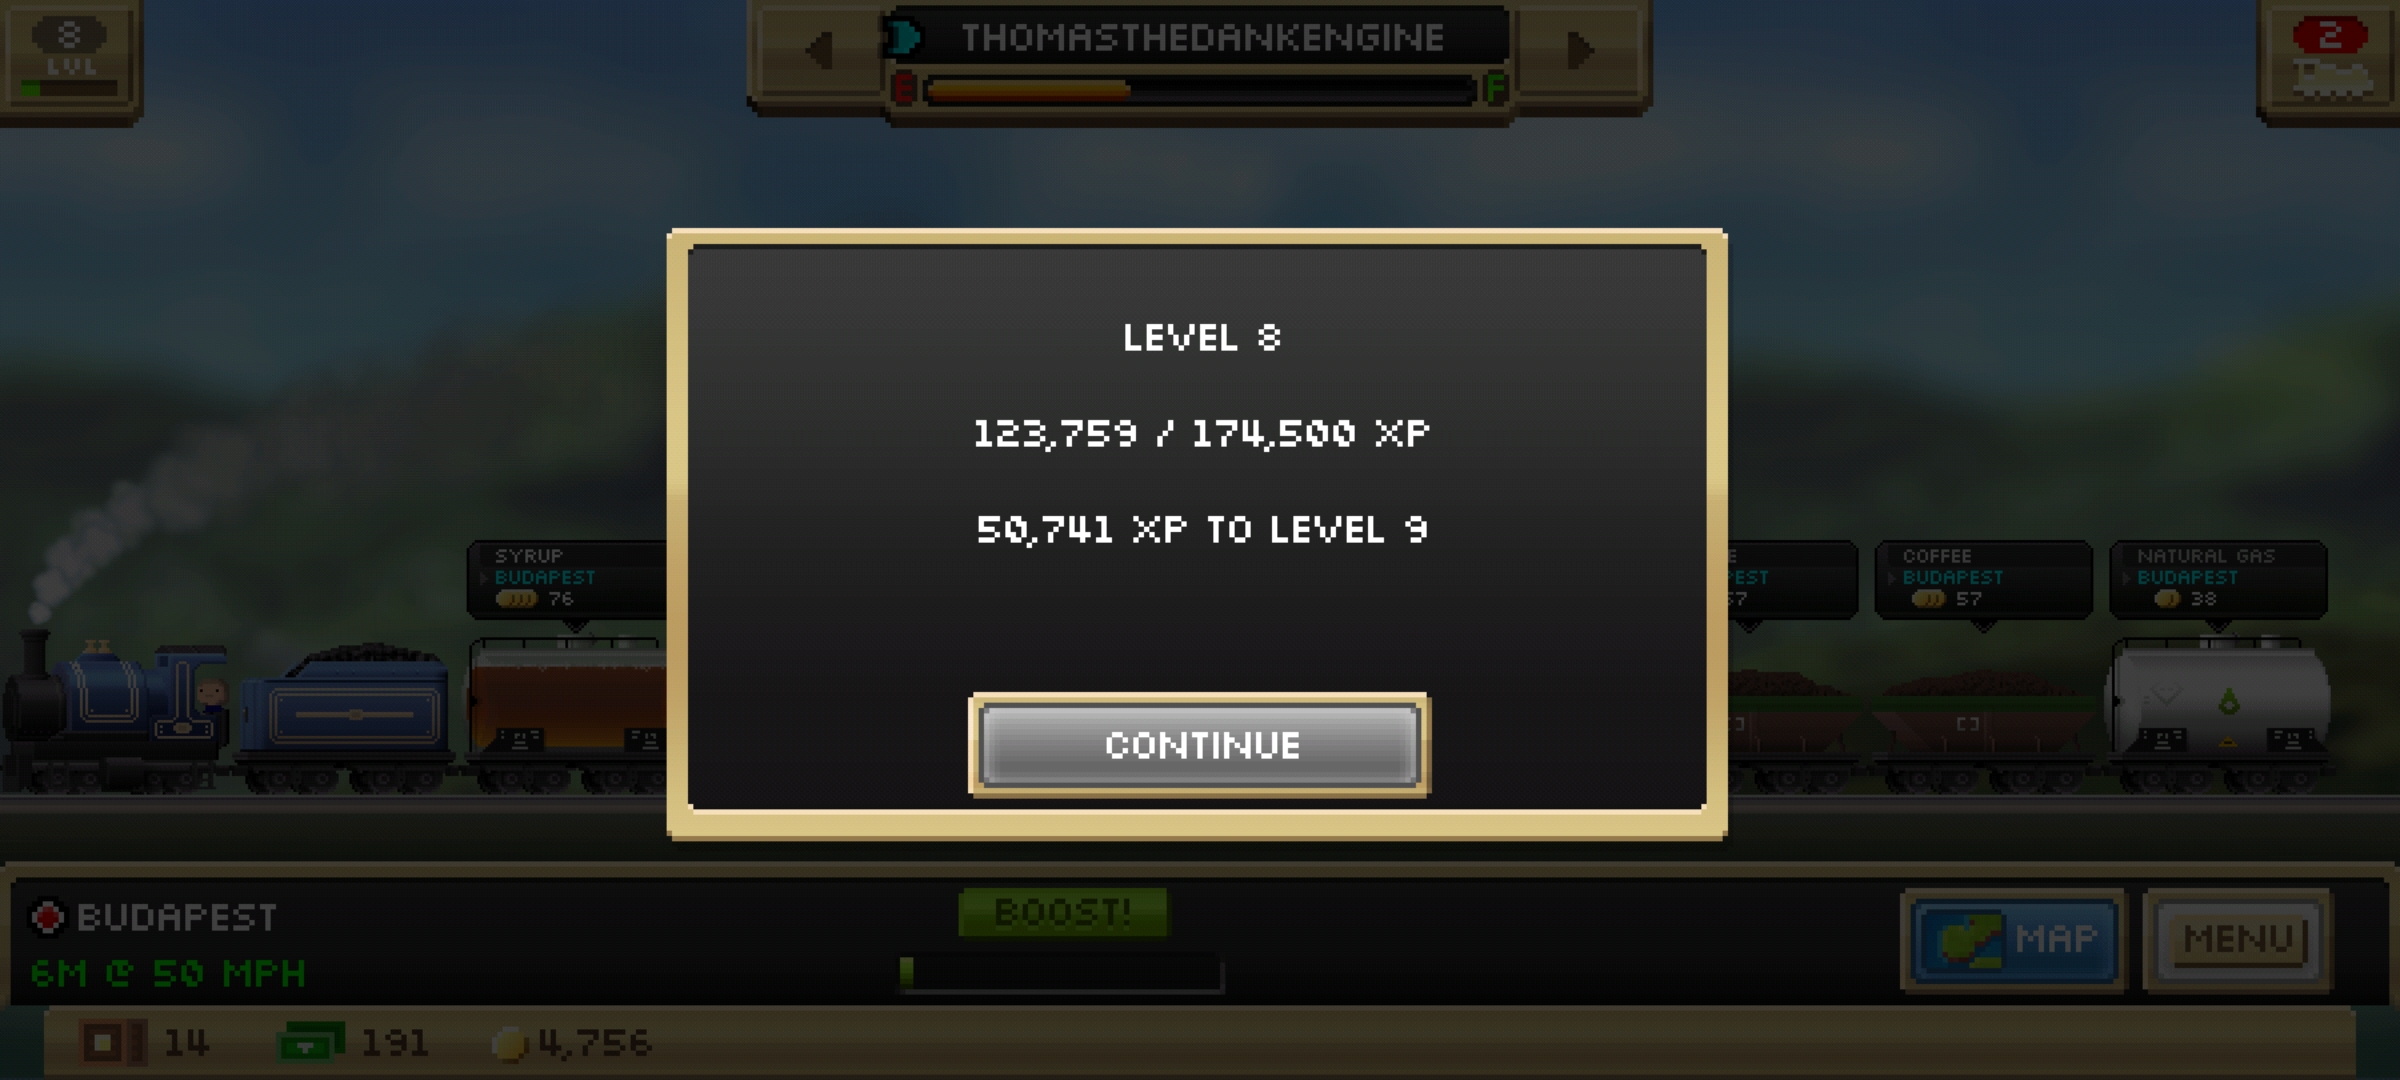 8
LVL
THOMASTHEDANKENGINE
E F
2
LEVEL 8
123,759 / 174,500 XP
50,741 XP TO LEVEL 9
CONTINUE
SYRUP
BUDAPEST
76
COFFEE
BUDAPEST
57
NATURAL GAS
BUDAPEST
38
BUDAPEST
6M @ 50 MPH
BOOST!
MAP
MENU
14 191 4,756